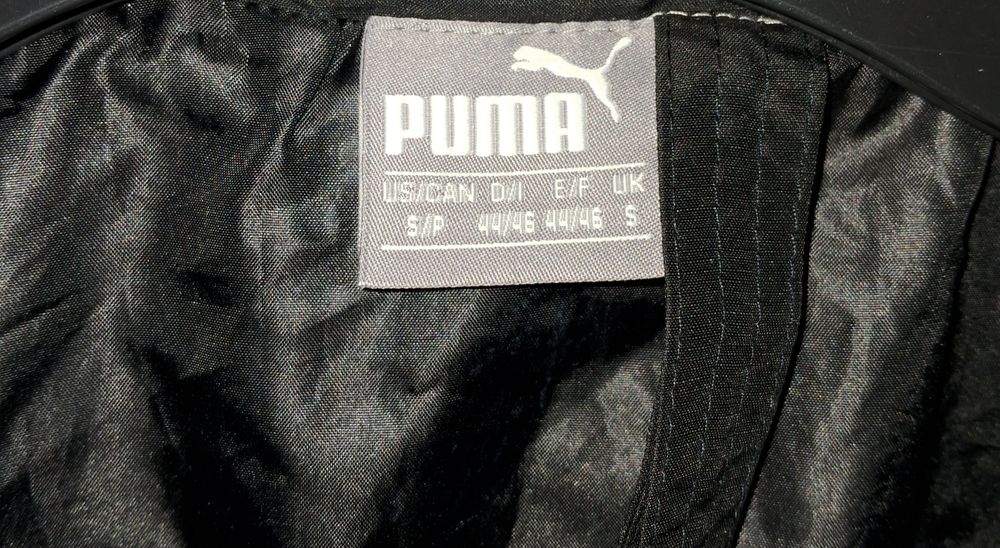 PUMA
US/CAN D/I E/F UK
S/P 44/46 44/46 S